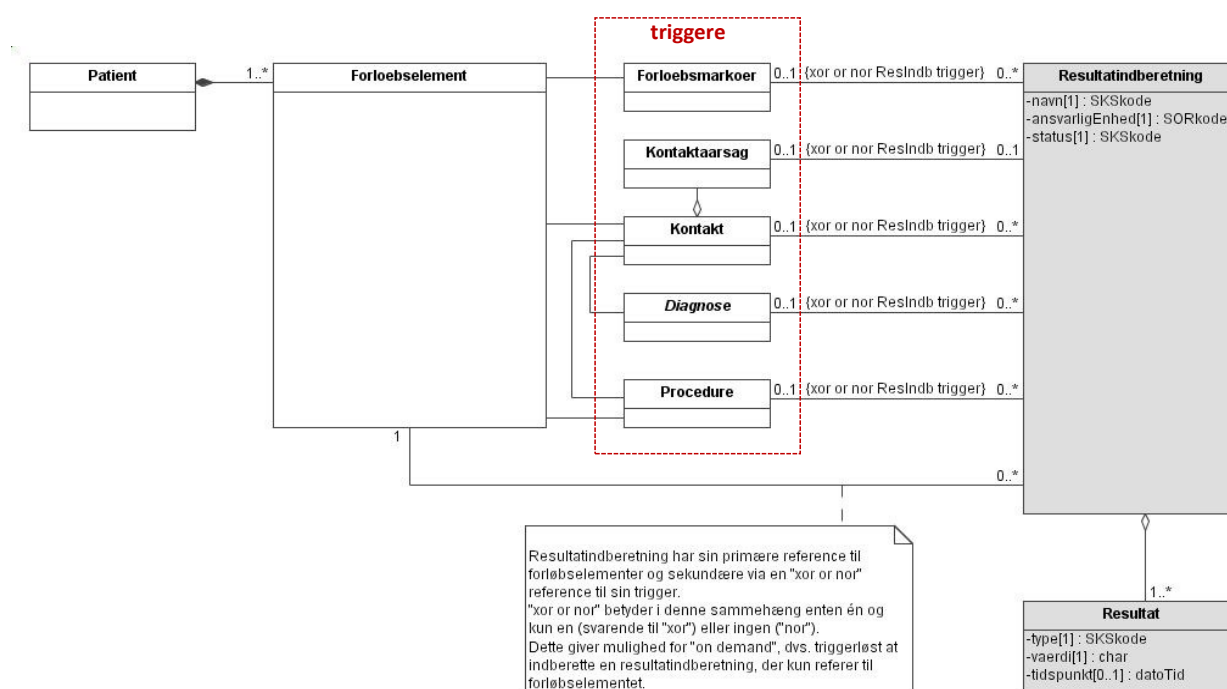 triggere
Patient
1..*
Forloebselement
Forloebsmarkoer
0..1 {xor or nor ResIndb trigger} 0..*
Resultatindberetning
-navn[1] : SKSkode
-ansvarligEnhed[1] : SORkode
-status[1] : SKSkode
Kontaktaarsag
0..1 {xor or nor ResIndb trigger} 0..1
Kontakt
0..1 {xor or nor ResIndb trigger} 0..*
Diagnose
0..1 {xor or nor ResIndb trigger} 0..*
Procedure
0..1 {xor or nor ResIndb trigger} 0..*
1
0..*
Resultatindberetning har sin primære reference til
forløbselementer og sekundære via en "xor or nor"
reference til sin trigger.
"xor or nor" betyder i denne sammehæng enten én og
kun en (svarende til "xor") eller ingen ("nor").
Dette giver mulighed for "on demand", dvs. triggerløst at
indberette en resultatindberetning, der kun referer til
forløbselementet.
1..*
Resultat
-type[1] : SKSkode
-vaerdi[1] : char
-tidspunkt[0..1] : datoTid